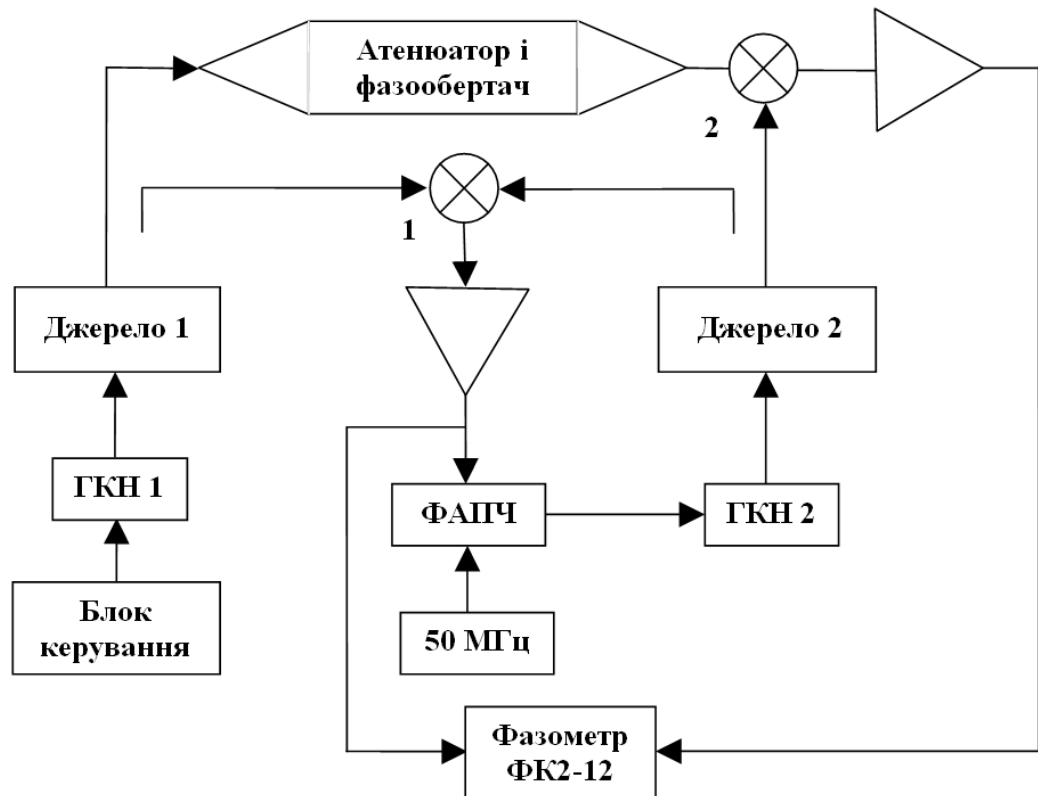 Атенюатор і
фазообертач
2
1
Джерело 1
Джерело 2
ГКН 1
ФАПЧ
ГКН 2
Блок
керування
50 МГц
Фазометр
ФК2-12